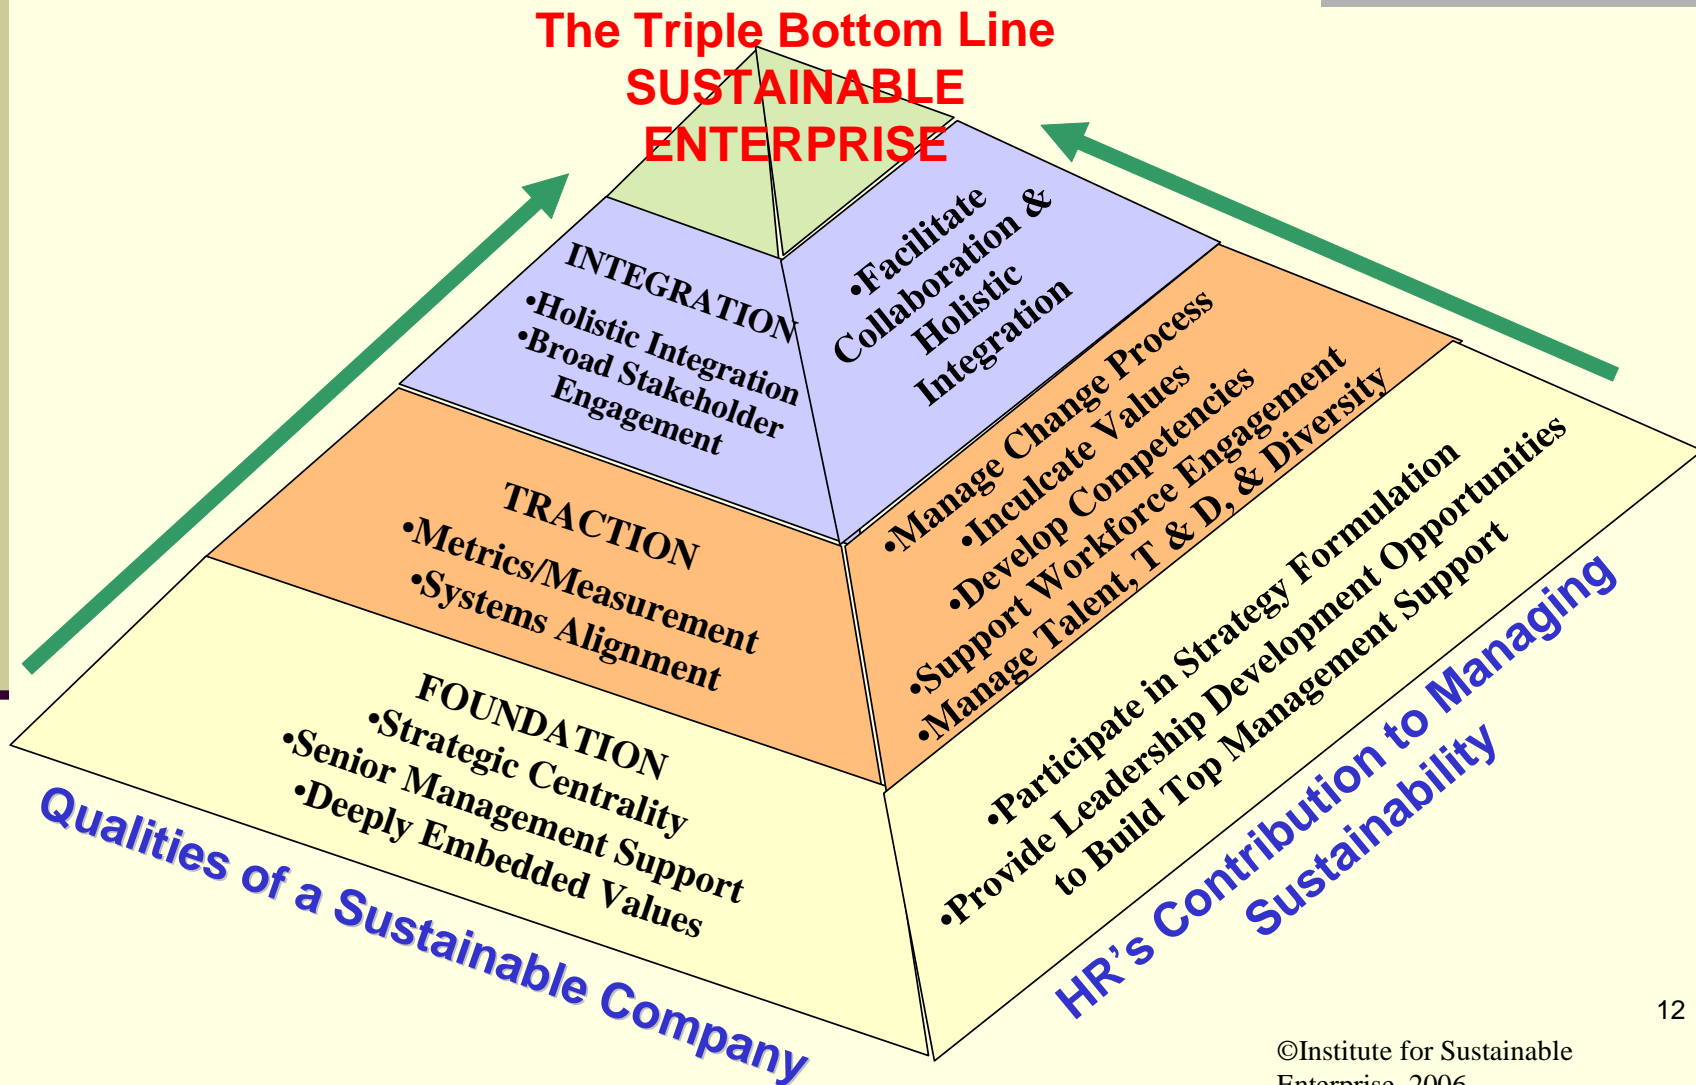 The Triple Bottom Line
SUSTAINABLE
ENTERPRISE
INTEGRATION
•Holistic Integration
•Broad Stakeholder
Engagement
•Facilitate
Collaboration &
Holistic
Integration
TRACTION
•Metrics/Measurement
•Systems Alignment
•Manage Change Process
•Inculcate Values
•Develop Competencies
•Support Workforce Engagement
•Manage Talent, T & D, & Diversity
FOUNDATION
•Strategic Centrality
•Senior Management Support
•Deeply Embedded Values
•Participate in Strategy Formulation
•Provide Leadership Development Opportunities
to Build Top Management Support
Qualities of a Sustainable Company
HR’s Contribution to Managing
Sustainability
12
©Institute for Sustainable
Enterprise, 2006